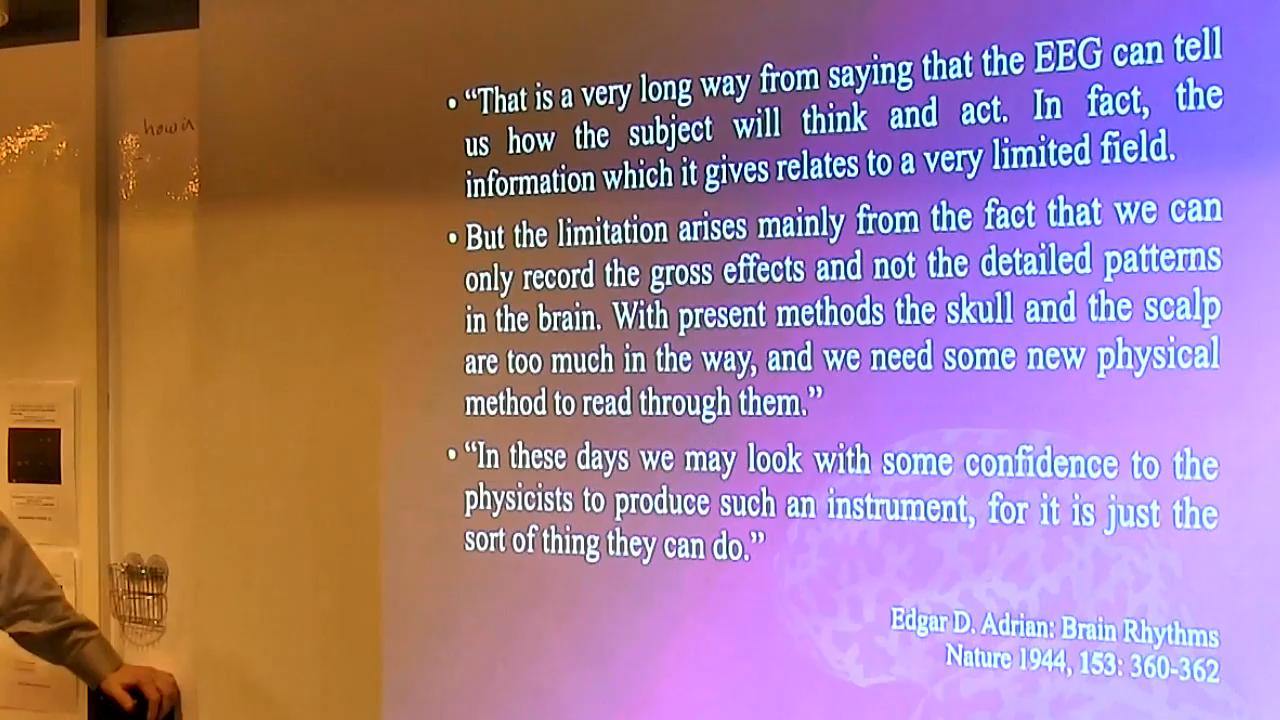 how is
• “That is a very long way from saying that the EEG can tell
us how the subject will think and act. In fact, the
information which it gives relates to a very limited field.
• But the limitation arises mainly from the fact that we can
only record the gross effects and not the detailed patterns
in the brain. With present methods the skull and the scalp
are too much in the way, and we need some new physical
method to read through them.”
• “In these days we may look with some confidence to the
physicists to produce such an instrument, for it is just the
sort of thing they can do.”
Edgar D. Adrian: Brain Rhythms
Nature 1944, 153: 360-362